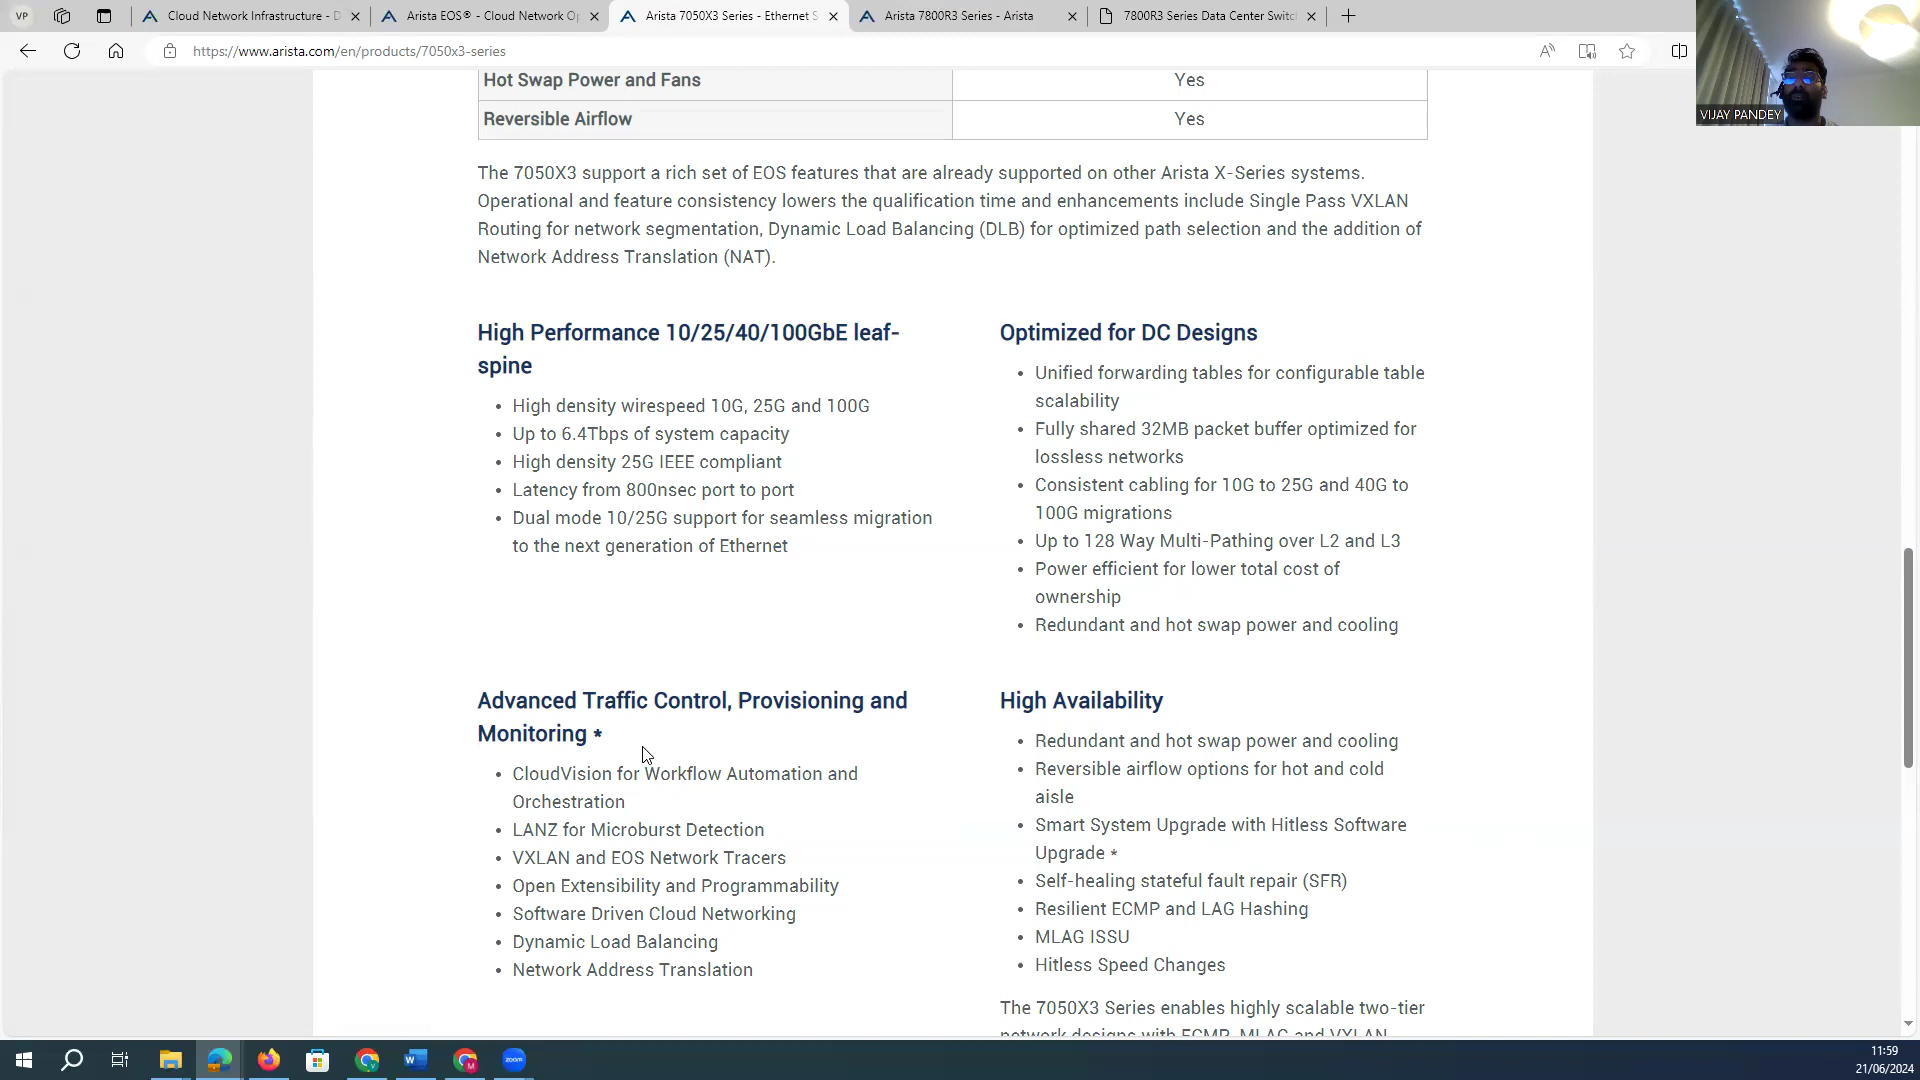 VP
Cloud Network Infrastructure - D
Arista EOS® - Cloud Network Op
Arista 7050X3 Series - Ethernet S
Arista 7800R3 Series - Arista
7800R3 Series Data Center Switc
https://www.arista.com/en/products/7050x3-series
VIJAY PANDEY
Hot Swap Power and Fans Yes
Reversible Airflow Yes
The 7050X3 support a rich set of EOS features that are already supported on other Arista X-Series systems.
Operational and feature consistency lowers the qualification time and enhancements include Single Pass VXLAN
Routing for network segmentation, Dynamic Load Balancing (DLB) for optimized path selection and the addition of
Network Address Translation (NAT).
High Performance 10/25/40/100GbE leaf-
spine
• High density wirespeed 10G, 25G and 100G
• Up to 6.4Tbps of system capacity
• High density 25G IEEE compliant
• Latency from 800nsec port to port
• Dual mode 10/25G support for seamless migration
to the next generation of Ethernet
Optimized for DC Designs
• Unified forwarding tables for configurable table
scalability
• Fully shared 32MB packet buffer optimized for
lossless networks
• Consistent cabling for 10G to 25G and 40G to
100G migrations
• Up to 128 Way Multi-Pathing over L2 and L3
• Power efficient for lower total cost of
ownership
• Redundant and hot swap power and cooling
Advanced Traffic Control, Provisioning and
Monitoring *
• CloudVision for Workflow Automation and
Orchestration
• LANZ for Microburst Detection
• VXLAN and EOS Network Tracers
• Open Extensibility and Programmability
• Software Driven Cloud Networking
• Dynamic Load Balancing
• Network Address Translation
High Availability
• Redundant and hot swap power and cooling
• Reversible airflow options for hot and cold
aisle
• Smart System Upgrade with Hitless Software
Upgrade *
• Self-healing stateful fault repair (SFR)
• Resilient ECMP and LAG Hashing
• MLAG ISSU
• Hitless Speed Changes
The 7050X3 Series enables highly scalable two-tier
network designs with ECMP, MLAG and VXLAN
zoom
11:59
21/06/2024